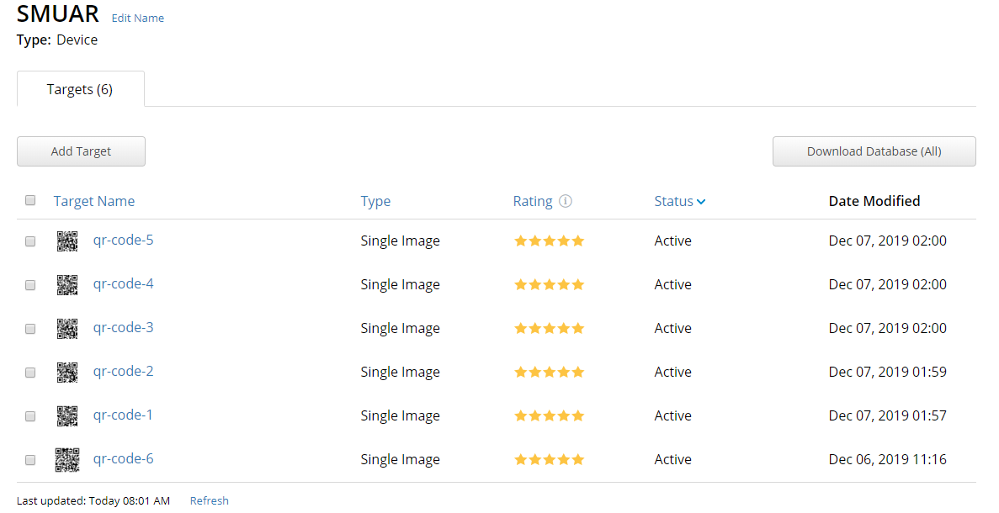 SMUAR Edit Name
Type: Device
Targets (6)
Add Target Download Database (All)
Target Name Type Rating Status Date Modified
qr-code-5 Single Image Active Dec 07, 2019 02:00
qr-code-4 Single Image Active Dec 07, 2019 02:00
qr-code-3 Single Image Active Dec 07, 2019 02:00
qr-code-2 Single Image Active Dec 07, 2019 01:59
qr-code-1 Single Image Active Dec 07, 2019 01:57
qr-code-6 Single Image Active Dec 06, 2019 11:16
Last updated: Today 08:01 AM Refresh